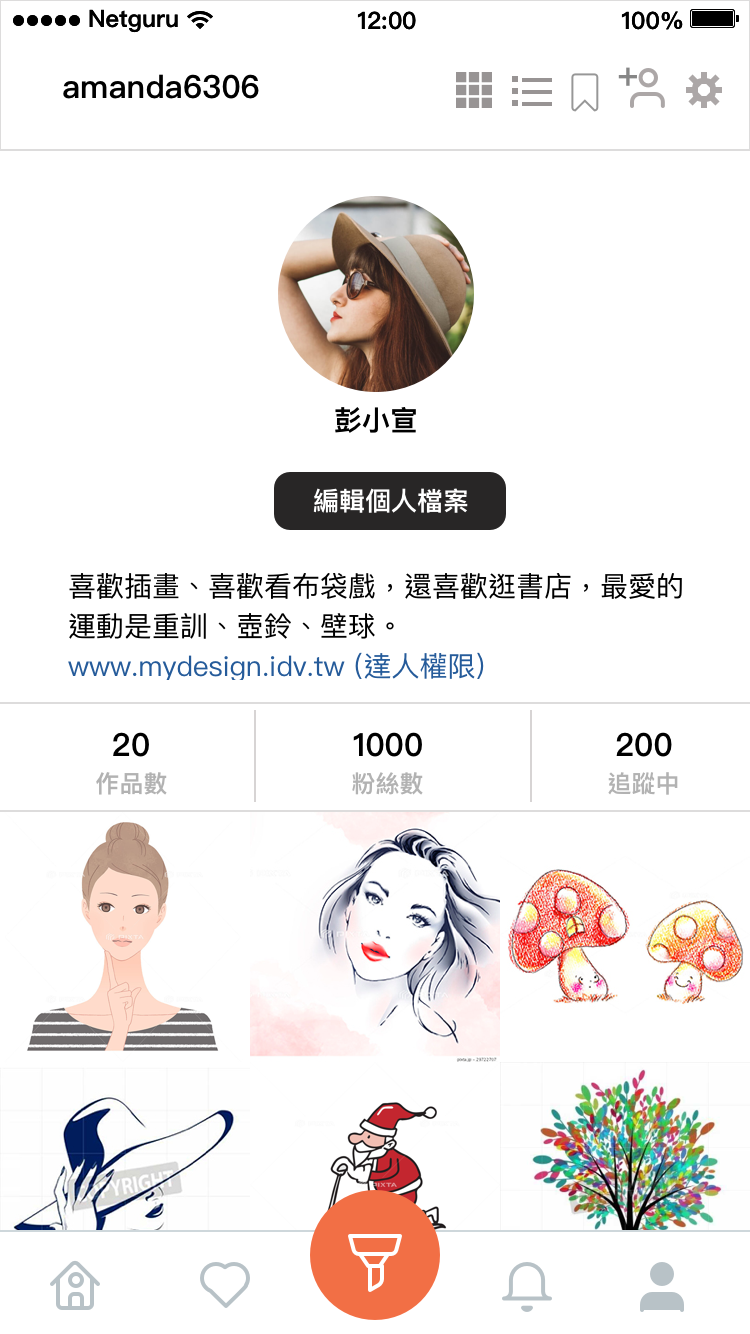 Netguru
12:00
100%
amanda6306
彭小宣
編輯個人檔案
喜歡插畫、喜歡看布袋戲，還喜歡逛書店，最愛的
運動是重訓、壺鈴、壁球。
www.mydesign.idv.tw (達人權限)
20
1000
200
作品數
粉絲數
追蹤中
PYRIGHT
PIXTA